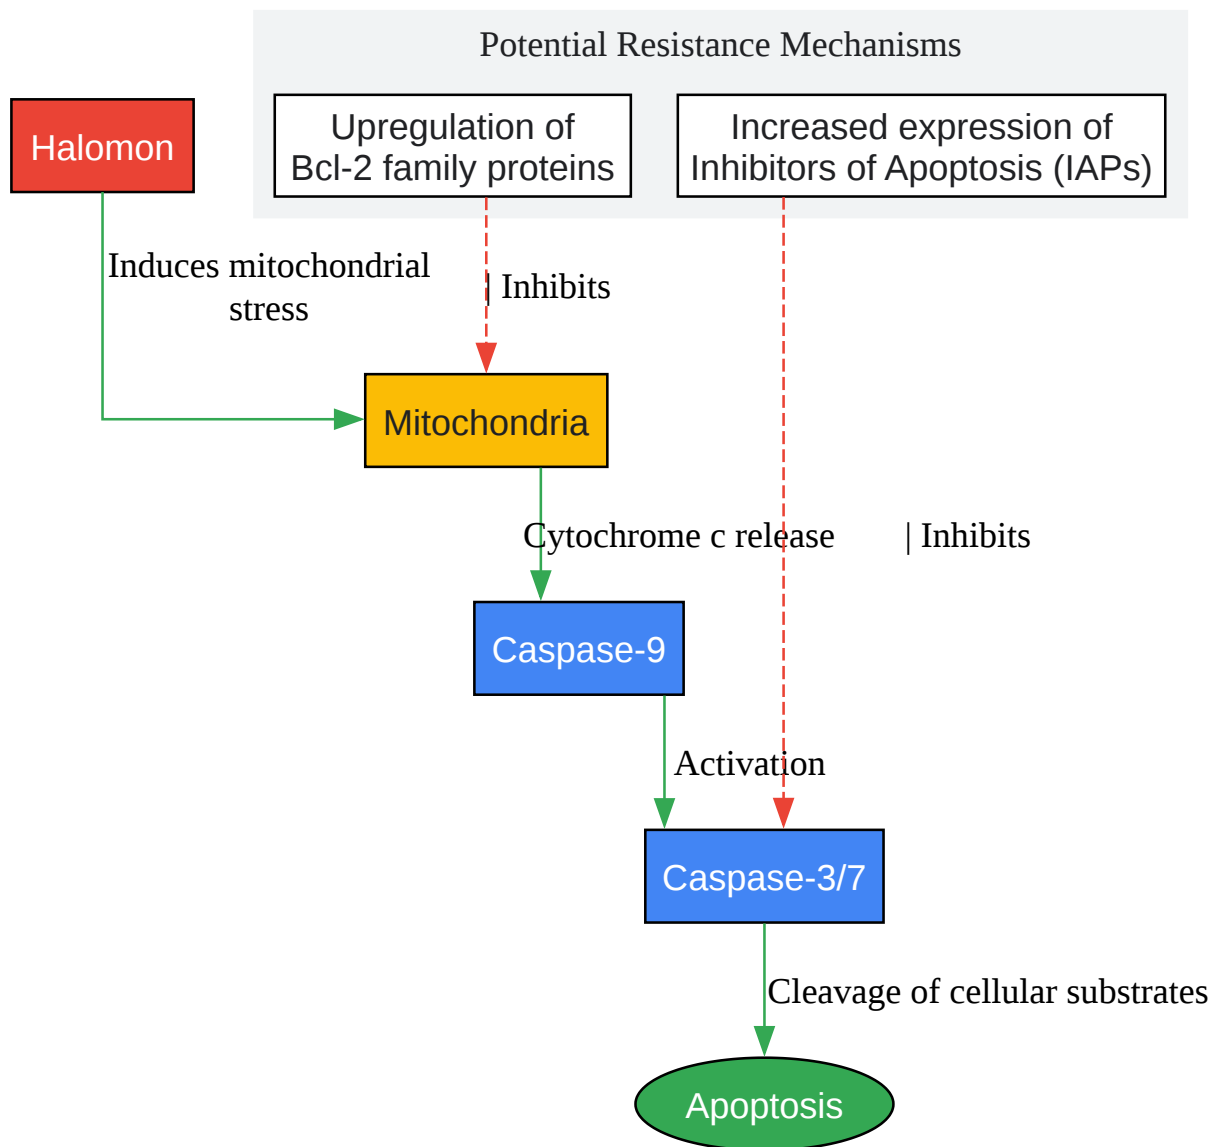 Potential Resistance Mechanisms
Halomon
Upregulation of
Bcl-2 family proteins
Increased expression of
Inhibitors of Apoptosis (IAPs)
Induces mitochondrial
stress
| Inhibits
Mitochondria
Cytochrome c release
| Inhibits
Caspase-9
Activation
Caspase-3/7
Cleavage of cellular substrates
Apoptosis